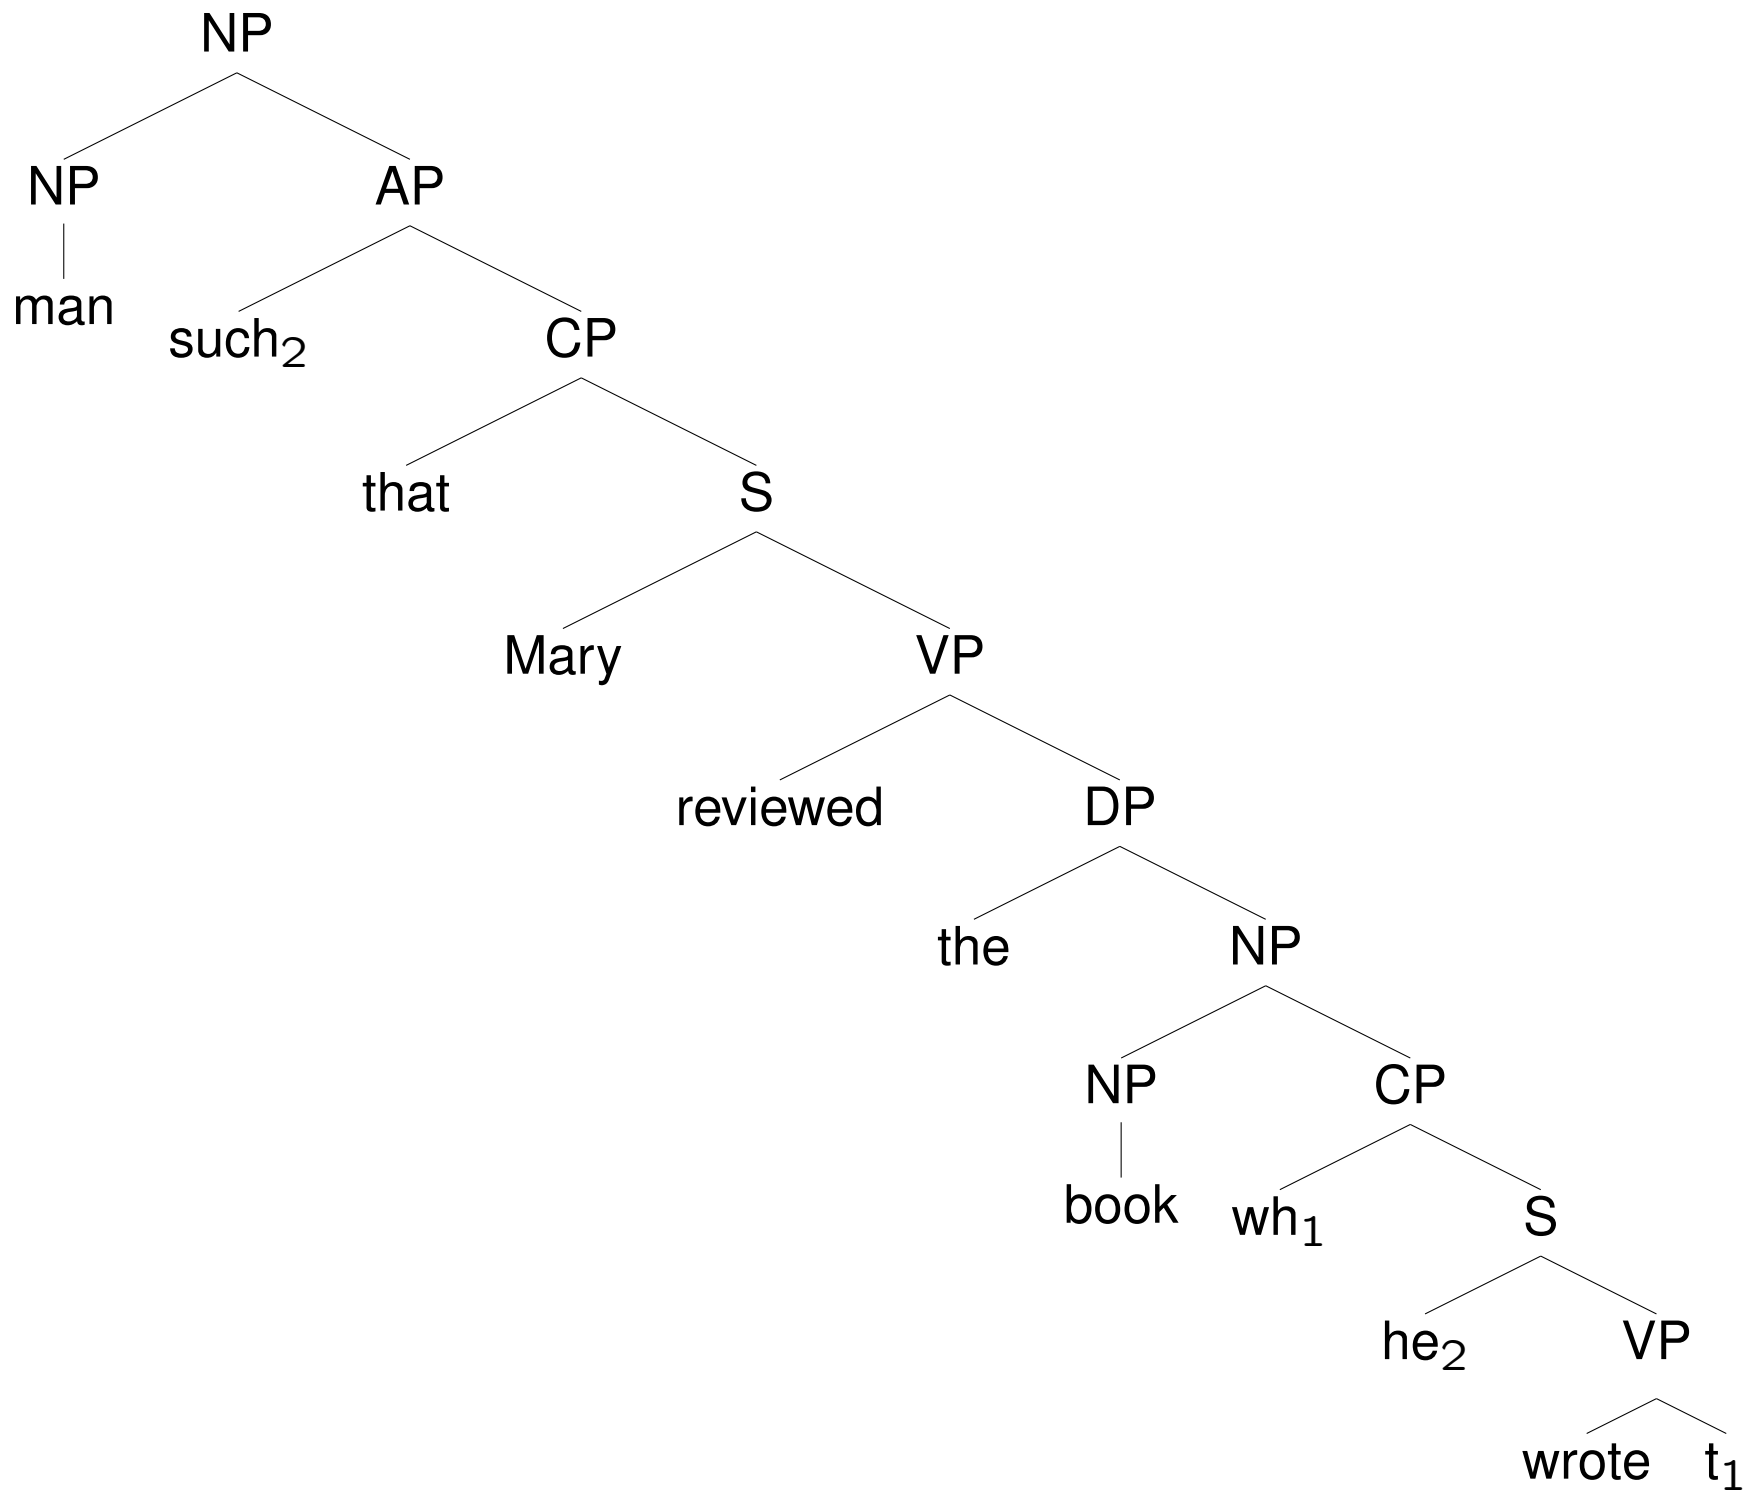 NP
NP AP
man such₂ CP
that S
Mary VP
reviewed DP
the NP
NP CP
book wh₁ S
he₂ VP
wrote t₁